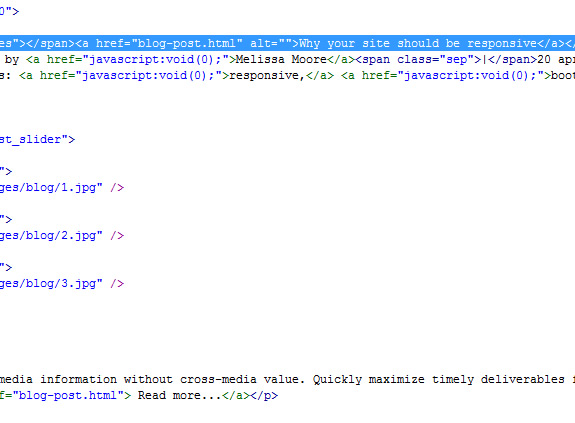 0">
es"></span><a href="blog-post.html" alt="">Why your site should be responsive</a></
by <a href="javascript:void(0);">Melissa Moore</a><span class="sep">|</span>20 apr
s: <a href="javascript:void(0);">responsive,</a> <a href="javascript:void(0);">boot
st_slider">
">
ges/blog/1.jpg" />
">
ges/blog/2.jpg" />
">
ges/blog/3.jpg" />
media information without cross-media value. Quickly maximize timely deliverables f
f="blog-post.html"> Read more...</a></p>